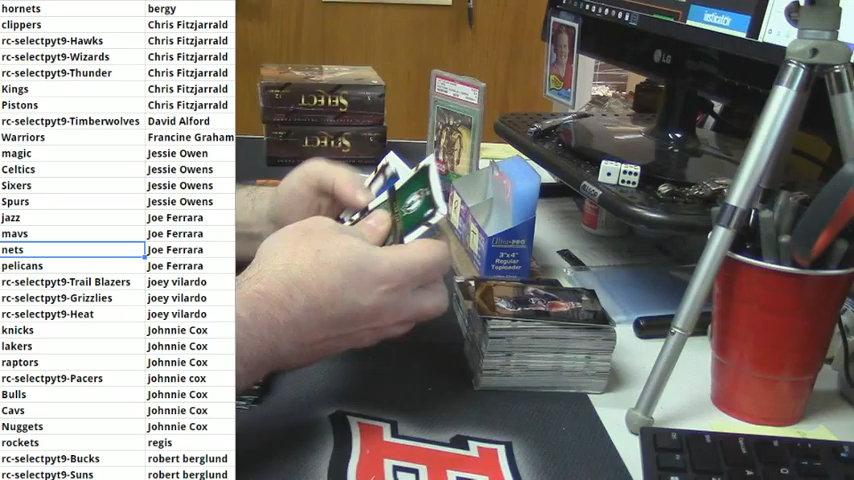 hornets bergy
clippers Chris Fitzjarrald
rc-selectpyt9-Hawks Chris Fitzjarrald
rc-selectpyt9-Wizards Chris Fitzjarrald
rc-selectpyt9-Thunder Chris Fitzjarrald
Kings Chris Fitzjarrald
Pistons Chris Fitzjarrald
rc-selectpyt9-Timberwolves David Alford
Warriors Francine Graham
magic Jessie Owen
Celtics Jessie Owens
Sixers Jessie Owens
Spurs Jessie Owens
jazz Joe Ferrara
mavs Joe Ferrara
nets Joe Ferrara
pelicans Joe Ferrara
rc-selectpyt9-Trail Blazers joey vilardo
rc-selectpyt9-Grizzlies joey vilardo
rc-selectpyt9-Heat joey vilardo
knicks Johnnie Cox
lakers Johnnie Cox
raptors Johnnie Cox
rc-selectpyt9-Pacers johnnie cox
Bulls Johnnie Cox
Cavs Johnnie Cox
Nuggets Johnnie Cox
rockets regis
rc-selectpyt9-Bucks robert berglund
rc-selectpyt9-Suns robert berglund
SELECT
SELECT
LG
Ultra-PRO
3"x4"
Regular
Toploader